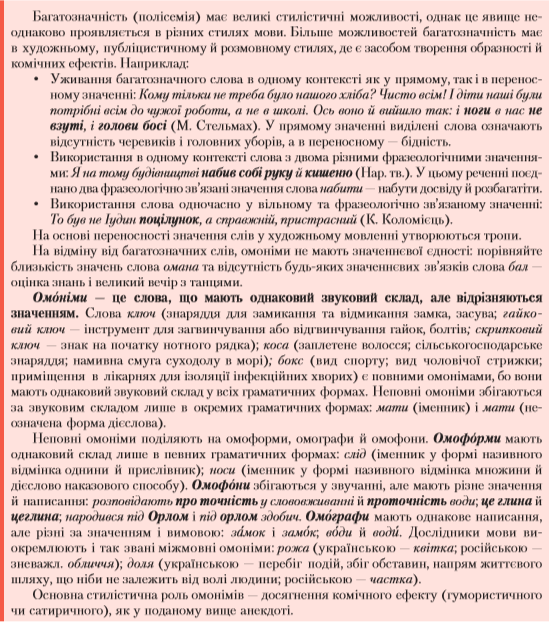 Багатозначність (полісемія) має великі стилістичні можливості, однак це явище не-
однаково проявляється в різних стилях мови. Більше можливостей багатозначність має
в художньому, публіцистичному й розмовному стилях, де є засобом творення образності й
комічних ефектів. Наприклад:
• Уживання багатозначного слова в одному контексті як у прямому, так і в перенос-
ному значенні: Кому тільки не треба було нашого хліба? Чисто всім! І діти наші були
потрібні всім до чужої роботи, а не в школі. Ось воно й вийшло так: і ноги в нас не
взуті, і голови босі (М. Стельмах). У прямому значенні виділені слова означають
відсутність черевиків і головних уборів, а в переносному — бідність.
• Використання в одному контексті слова з двома різними фразеологічними значення-
ми: Я на тому будівництві набив собі руку й кишеню (Нар. тв.). У цьому реченні поєд-
нано два фразеологічно зв'язані значення слова набити — набути досвіду й розбагатіти.
• Використання слова одночасно у вільному та фразеологічно зв'язаному значенні:
То був не Іудин поцілунок, а справжній, пристрасний (К. Коломієць).
На основі переносності значення слів у художньому мовленні утворюються тропи.
На відміну від багатозначних слів, омоніми не мають значеннєвої єдності: порівняйте
близькість значень слова омана та відсутність будь-яких значеннєвих зв'язків слова бал —
оцінка знань і великий вечір з танцями.
Омо́німи — це слова, що мають однаковий звуковий склад, але відрізняються
значенням. Слова ключ (знаряддя для замикання та відмикання замка, засува; гайко-
вий ключ — інструмент для загвинчування або відгвинчування гайок, болтів; скрипковий
ключ — знак на початку нотного рядка); коса (заплетене волосся; сільськогосподарське
знаряддя; намивна смуга суходолу в морі); бокс (вид спорту; вид чоловічої стрижки;
приміщення в лікарнях для ізоляції інфекційних хворих) є повними омонімами, бо вони
мають однаковий звуковий склад у всіх граматичних формах. Неповні омоніми збігаються
за звуковим складом лише в окремих граматичних формах: мати (іменник) і мати (не-
означена форма дієслова).
Неповні омоніми поділяють на омоформи, омографи й омофони. Омофо́рми мають
однаковий склад лише в певних граматичних формах: слід (іменник у формі називного
відмінка однини й прислівник); носи (іменник у формі називного відмінка множини й
дієслово наказового способу). Омофо́ни збігаються у звучанні, але мають різне значення
й написання: розповідають про точність у слововживанні й проточність води; це глина й
цеглина; народився під Орлом і під орлом здобич. Омо́графи мають однакове написання,
але різні за значенням і вимовою: за́мок і замо́к; во́ди й води́. Дослідники мови ви-
окремлюють і так звані міжмовні омоніми: рожа (українською — квітка; російською —
зневажл. обличчя); доля (українською — перебіг подій, збіг обставин, напрям життєвого
шляху, що ніби не залежить від волі людини; російською — частка).
Основна стилістична роль омонімів — досягнення комічного ефекту (гумористичного
чи сатиричного), як у поданому вище анекдоті.